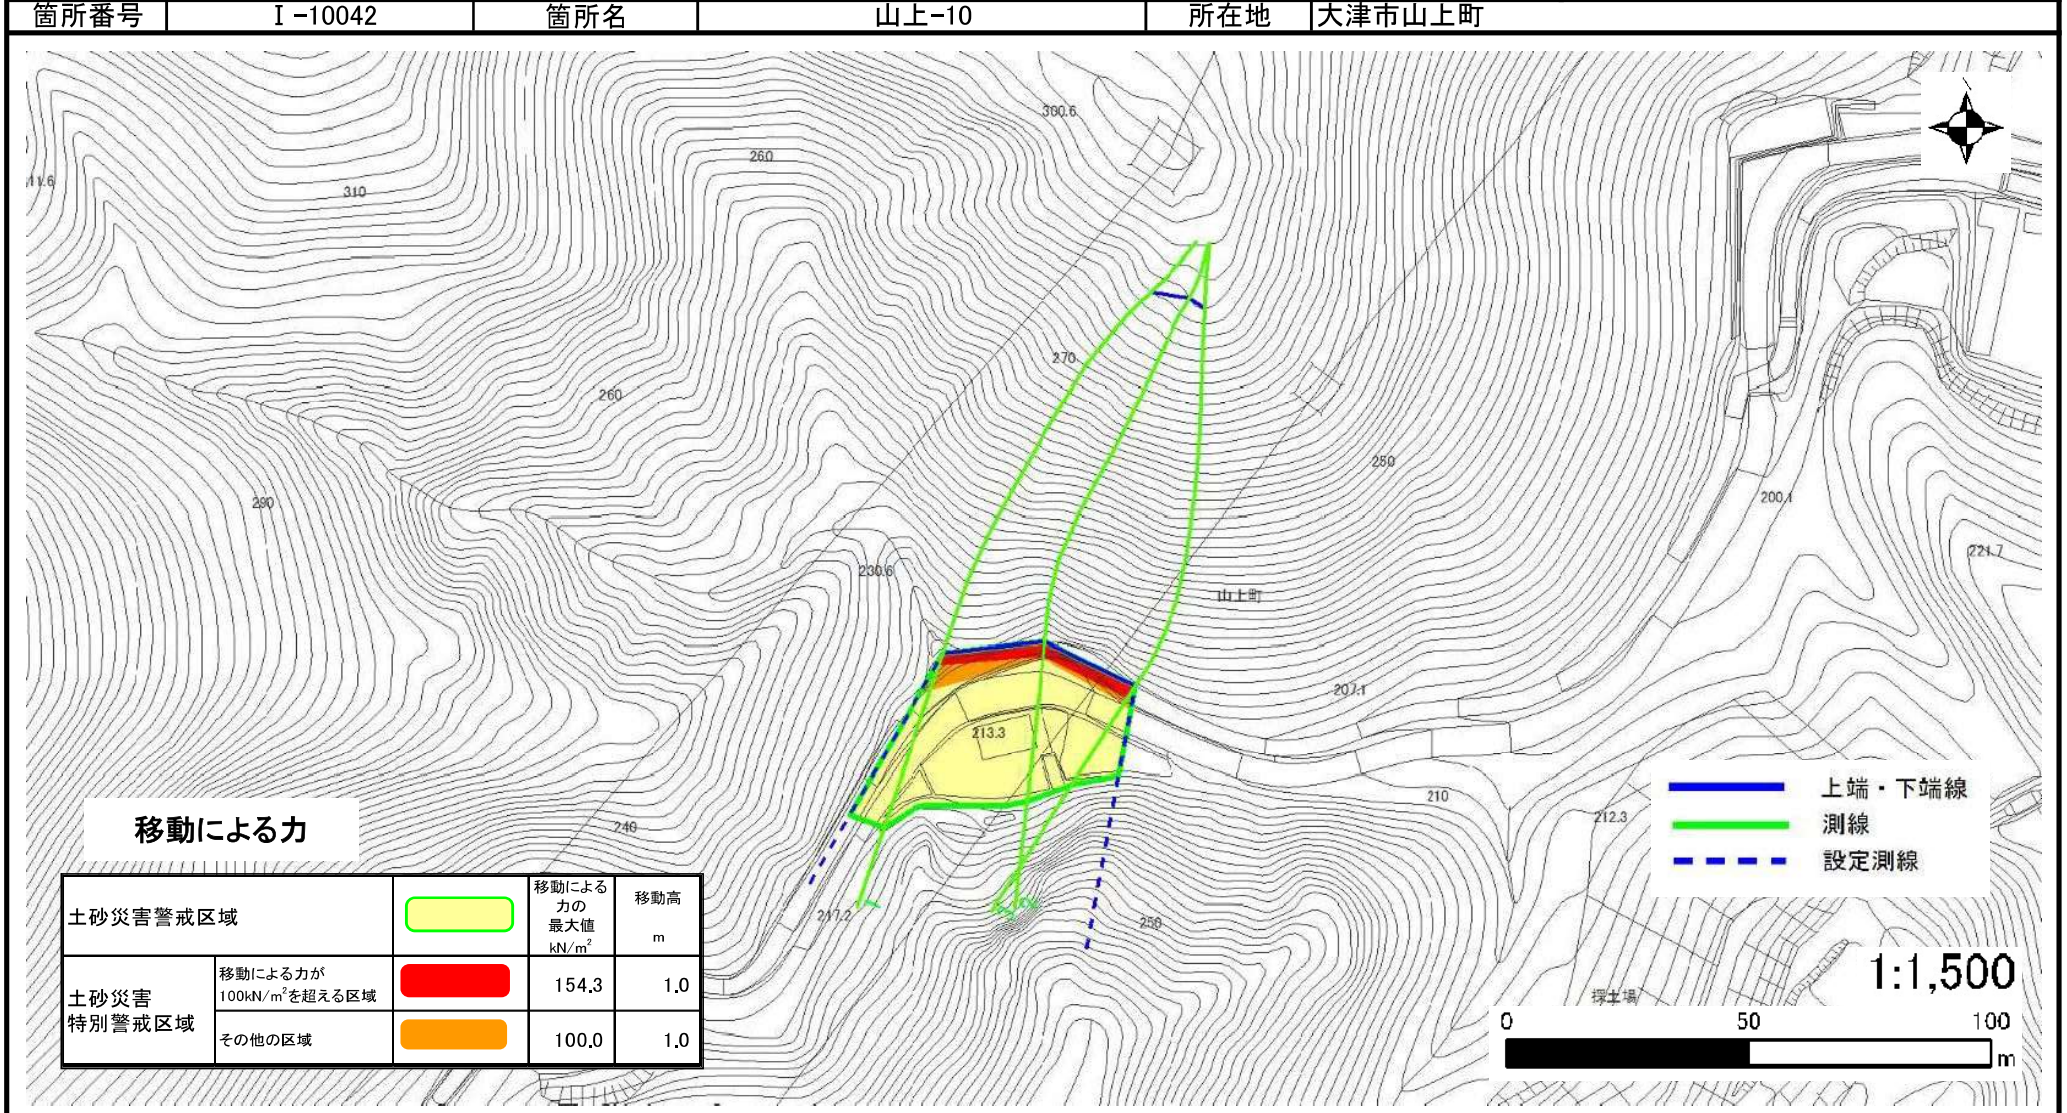 箇所番号 Ⅰ-10042 箇所名 山上-10 所在地 大津市山上町
300.6
260
11.6
310
270
260
250
290
200.1
221.7
230.6
山上町
207.1
213.3
210
212.3
240
217.2
250
採土場
上端・下端線
測線
設定測線
移動による力
土砂災害警戒区域
移動による
力の
最大値
kN/m²
移動高
m
土砂災害
特別警戒区域
移動による力が
100kN/m²を超える区域
154.3 1.0
その他の区域 100.0 1.0
1:1,500
0 50 100
m